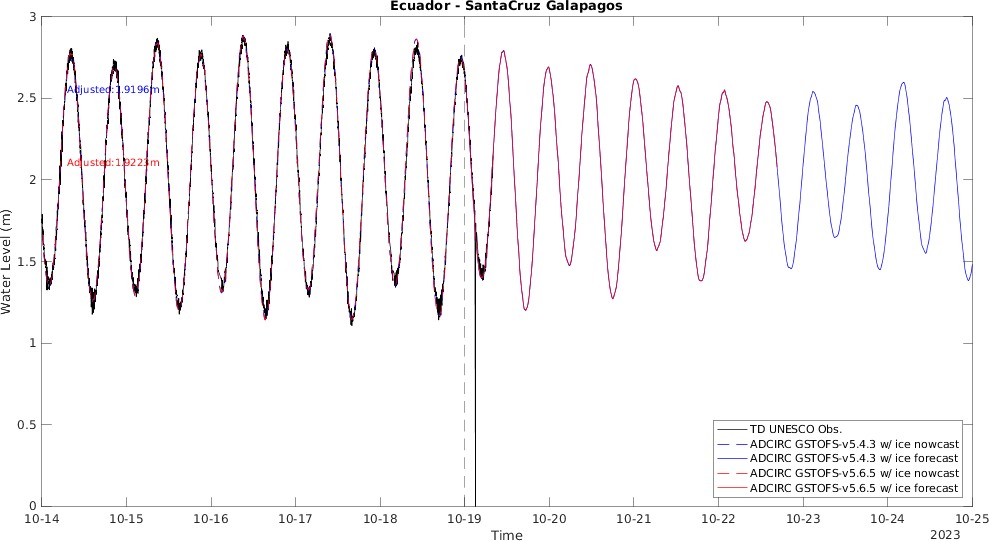 Ecuador - SantaCruz Galapagos
Water Level (m)
3
2.5
2
1.5
1
0.5
0
Adjusted:1.9196m
Adjusted:1.9223m
TD UNESCO Obs.
ADCIRC GSTOFS-v5.4.3 w/ ice nowcast
ADCIRC GSTOFS-v5.4.3 w/ ice forecast
ADCIRC GSTOFS-v5.6.5 w/ ice nowcast
ADCIRC GSTOFS-v5.6.5 w/ ice forecast
10-14 10-15 10-16 10-17 10-18 10-19 10-20 10-21 10-22 10-23 10-24 10-25
Time
2023